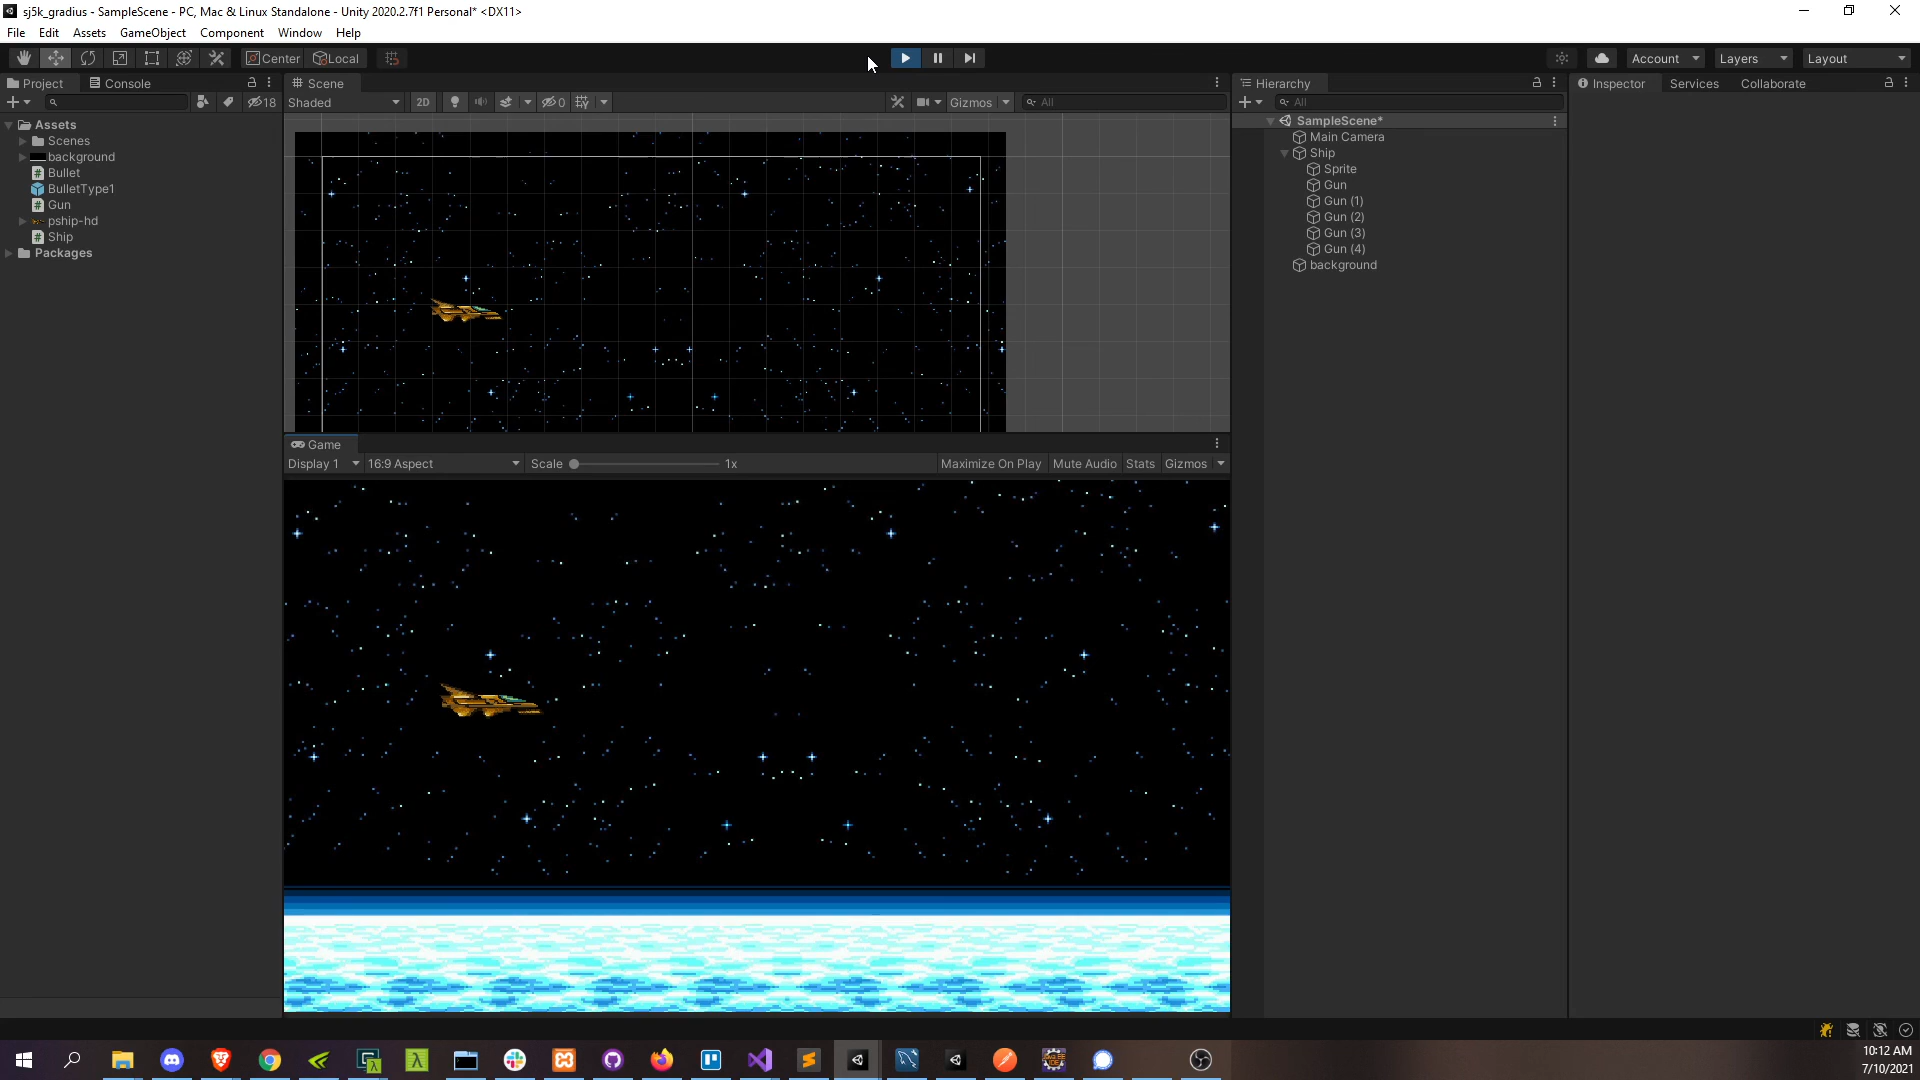 sj5k_gradius - SampleScene - PC, Mac & Linux Standalone - Unity 2020.2.7f1 Personal* <DX11>
File Edit Assets GameObject Component Window Help
Center Local Account Layers Layout
Project Console Scene Hierarchy Inspector Services Collaborate
18 Shaded 2D 0 Gizmos All All
Assets
Scenes
background
Bullet
BulletType1
Gun
pship-hd
Ship
Packages
SampleScene*
Main Camera
Ship
Sprite
Gun
Gun (1)
Gun (2)
Gun (3)
Gun (4)
background
Game
Display 1 16:9 Aspect Scale 1x Maximize On Play Mute Audio Stats Gizmos
10:12 AM
7/10/2021